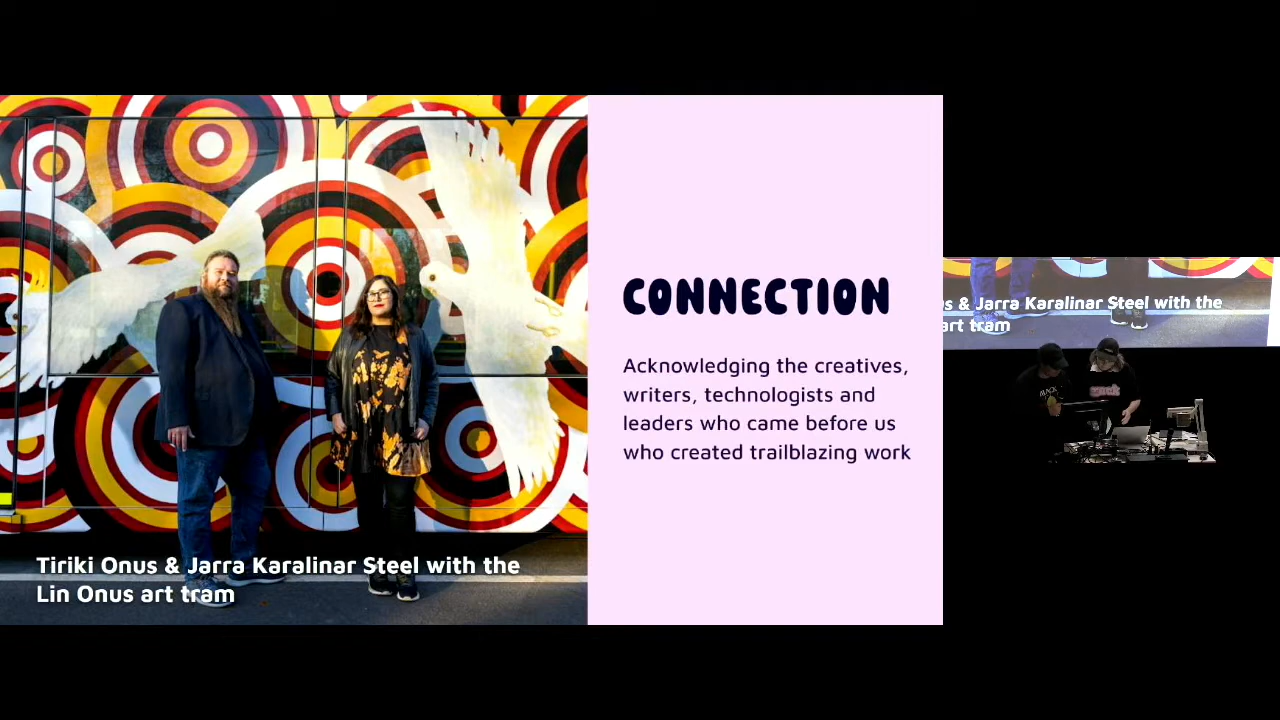 CONNECTION
Acknowledging the creatives,
writers, technologists and
leaders who came before us
who created trailblazing work
Tiriki Onus & Jarra Karalinar Steel with the
Lin Onus art tram
& Jarra Karalinar Steel with the
art tram